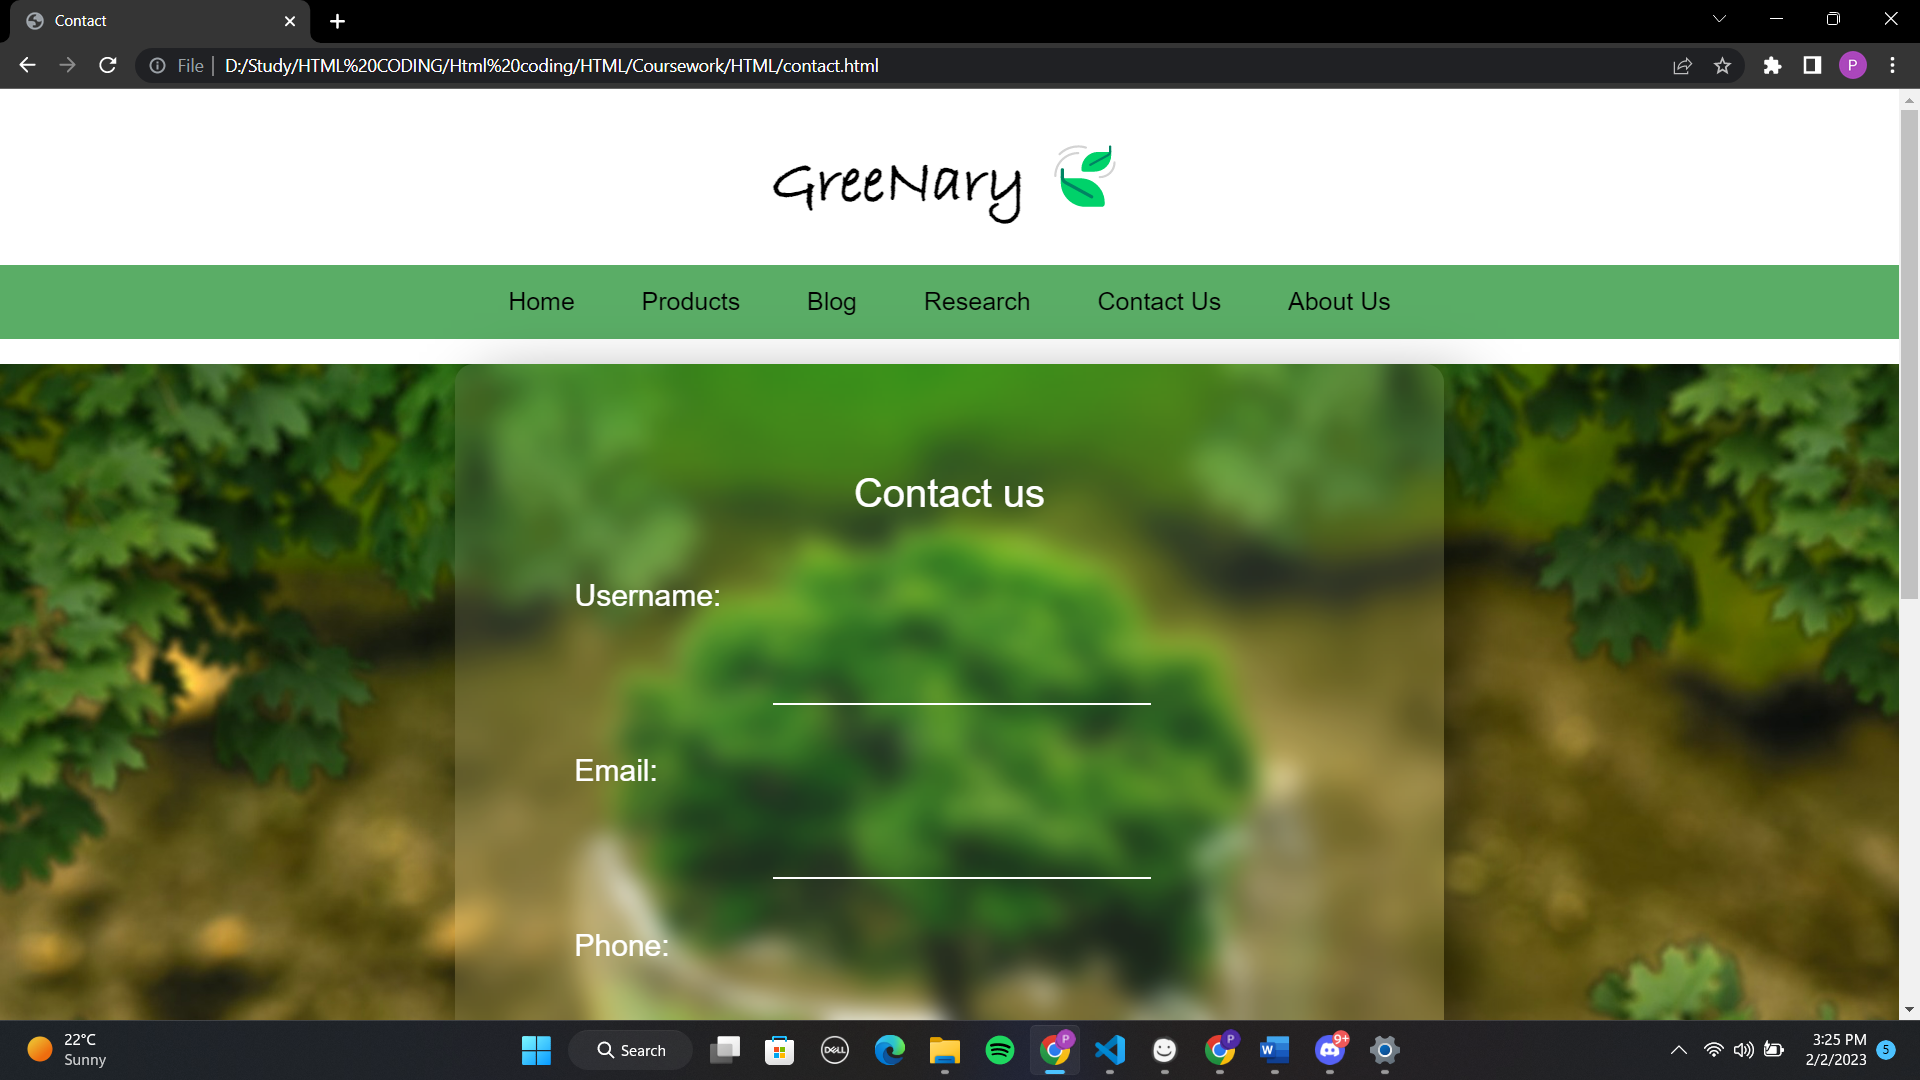 Contact
File
D:/Study/HTML%20CODING/Html%20coding/HTML/Coursework/HTML/contact.html
P
GreeNary
Home Products Blog Research Contact Us About Us
Contact us
Username:
Email:
Phone:
22°C
Sunny
Search
DELL
P
P
W
9+
3:25 PM
2/2/2023
5